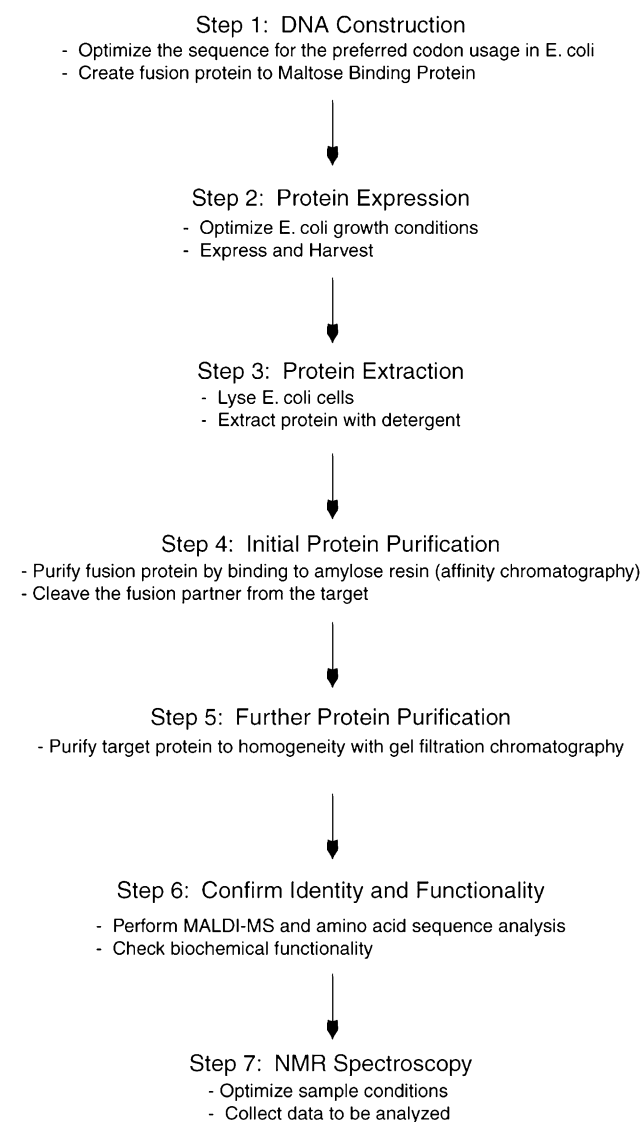 Step 1: DNA Construction
- Optimize the sequence for the preferred codon usage in E. coli
- Create fusion protein to Maltose Binding Protein
Step 2: Protein Expression
- Optimize E. coli growth conditions
- Express and Harvest
Step 3: Protein Extraction
- Lyse E. coli cells
- Extract protein with detergent
Step 4: Initial Protein Purification
- Purify fusion protein by binding to amylose resin (affinity chromatography)
- Cleave the fusion partner from the target
Step 5: Further Protein Purification
- Purify target protein to homogeneity with gel filtration chromatography
Step 6: Confirm Identity and Functionality
- Perform MALDI-MS and amino acid sequence analysis
- Check biochemical functionality
Step 7: NMR Spectroscopy
- Optimize sample conditions
- Collect data to be analyzed